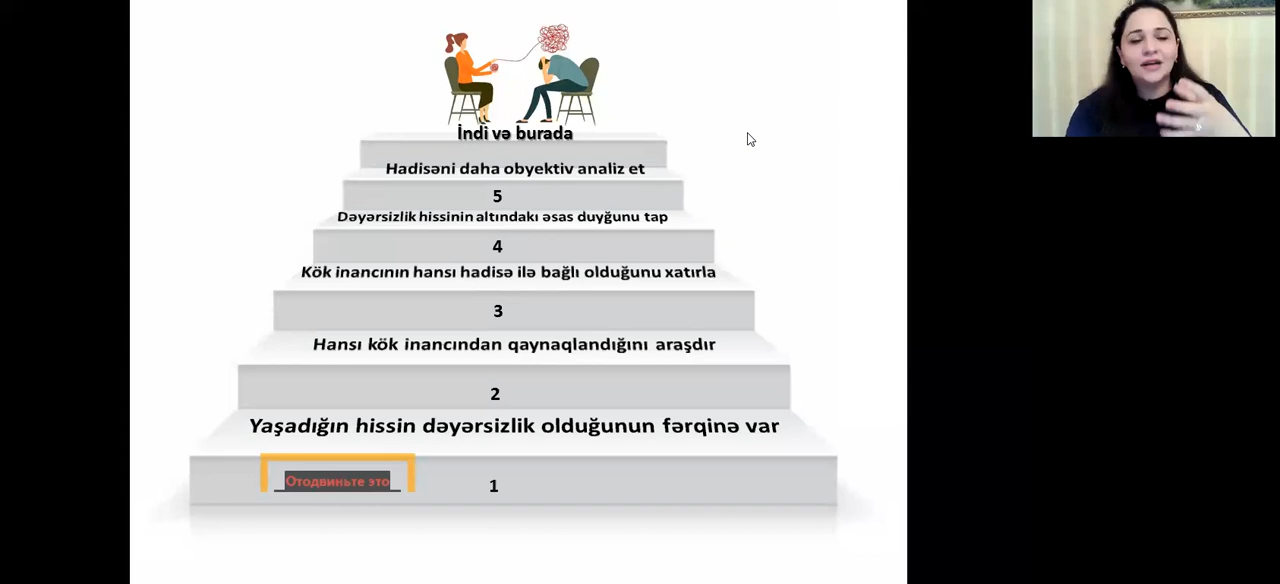 İndi və burada
Hadisəni daha obyektiv analiz et
5
Dəyərsizlik hissinin altındakı əsas duyğunu tap
4
Kök inancının hansı hadisə ilə bağlı olduğunu xatırla
3
Hansı kök inancından qaynaqlandığını araşdır
2
Yaşadığın hissin dəyərsizlik olduğunun fərqinə var
Отодвиньте это
1